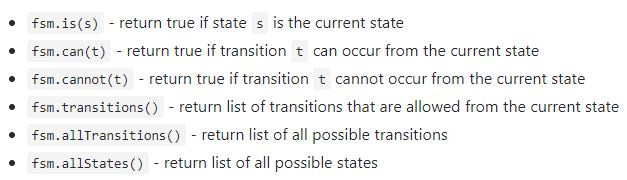 • fsm.is(s) - return true if state s is the current state
• fsm.can(t) - return true if transition t can occur from the current state
• fsm.cannot(t) - return true if transition t cannot occur from the current state
• fsm.transitions() - return list of transitions that are allowed from the current state
• fsm.allTransitions() - return list of all possible transitions
• fsm.allStates() - return list of all possible states